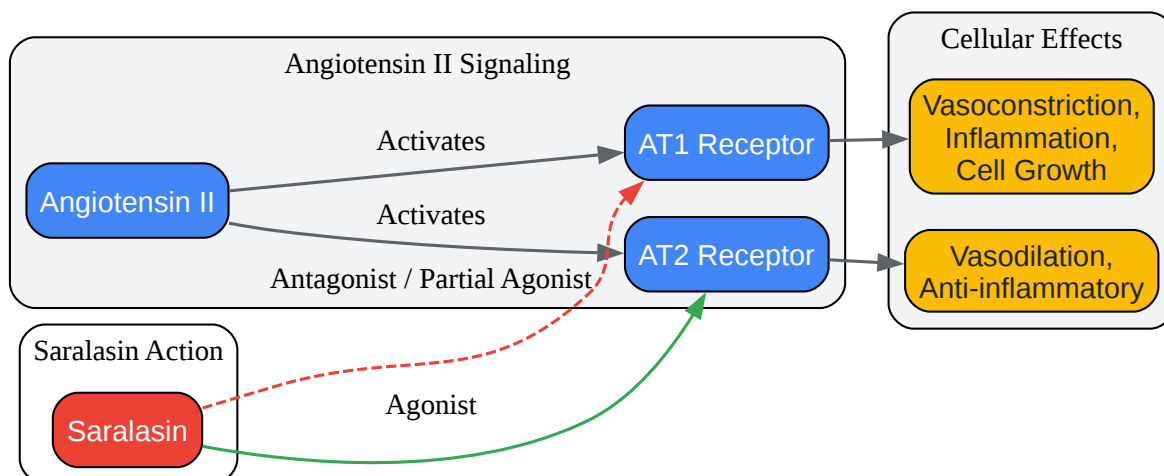 Angiotensin II Signaling
Cellular Effects
Angiotensin II
Activates
Activates
Antagonist / Partial Agonist
AT1 Receptor
AT2 Receptor
Vasoconstriction,
Inflammation,
Cell Growth
Vasodilation,
Anti-inflammatory
Saralasin Action
Saralasin
Agonist